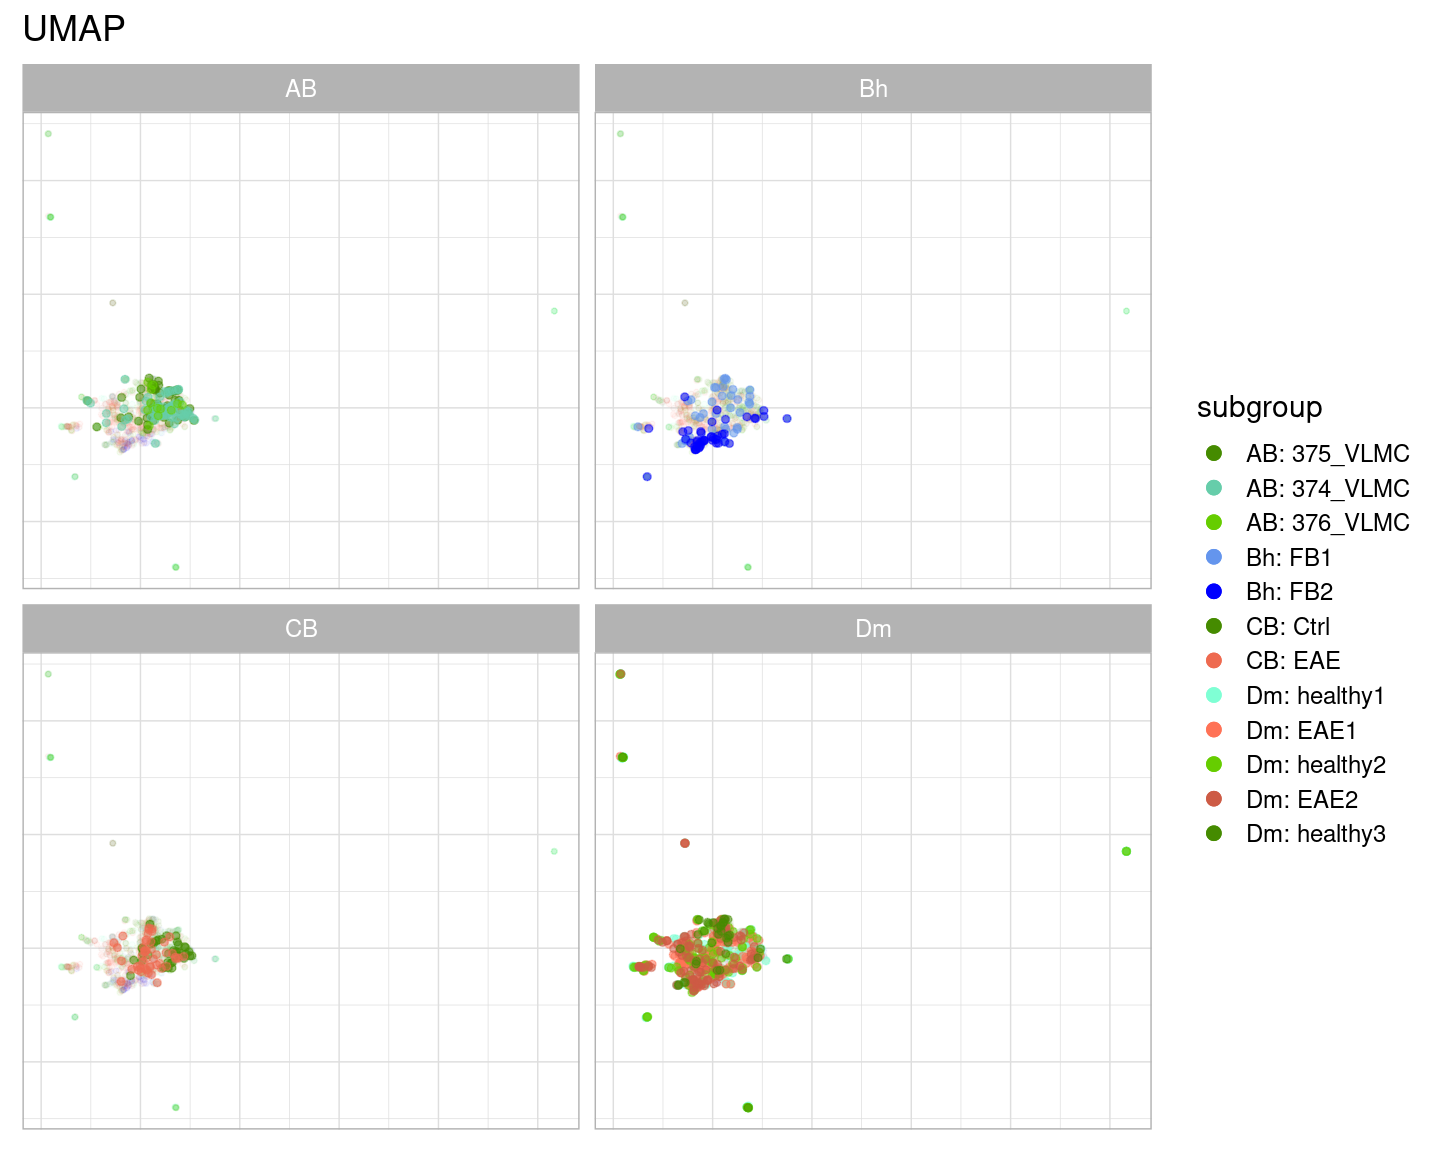 UMAP
AB
Bh
CB
Dm
subgroup
AB: 375_VLMC
AB: 374_VLMC
AB: 376_VLMC
Bh: FB1
Bh: FB2
CB: Ctrl
CB: EAE
Dm: healthy1
Dm: EAE1
Dm: healthy2
Dm: EAE2
Dm: healthy3